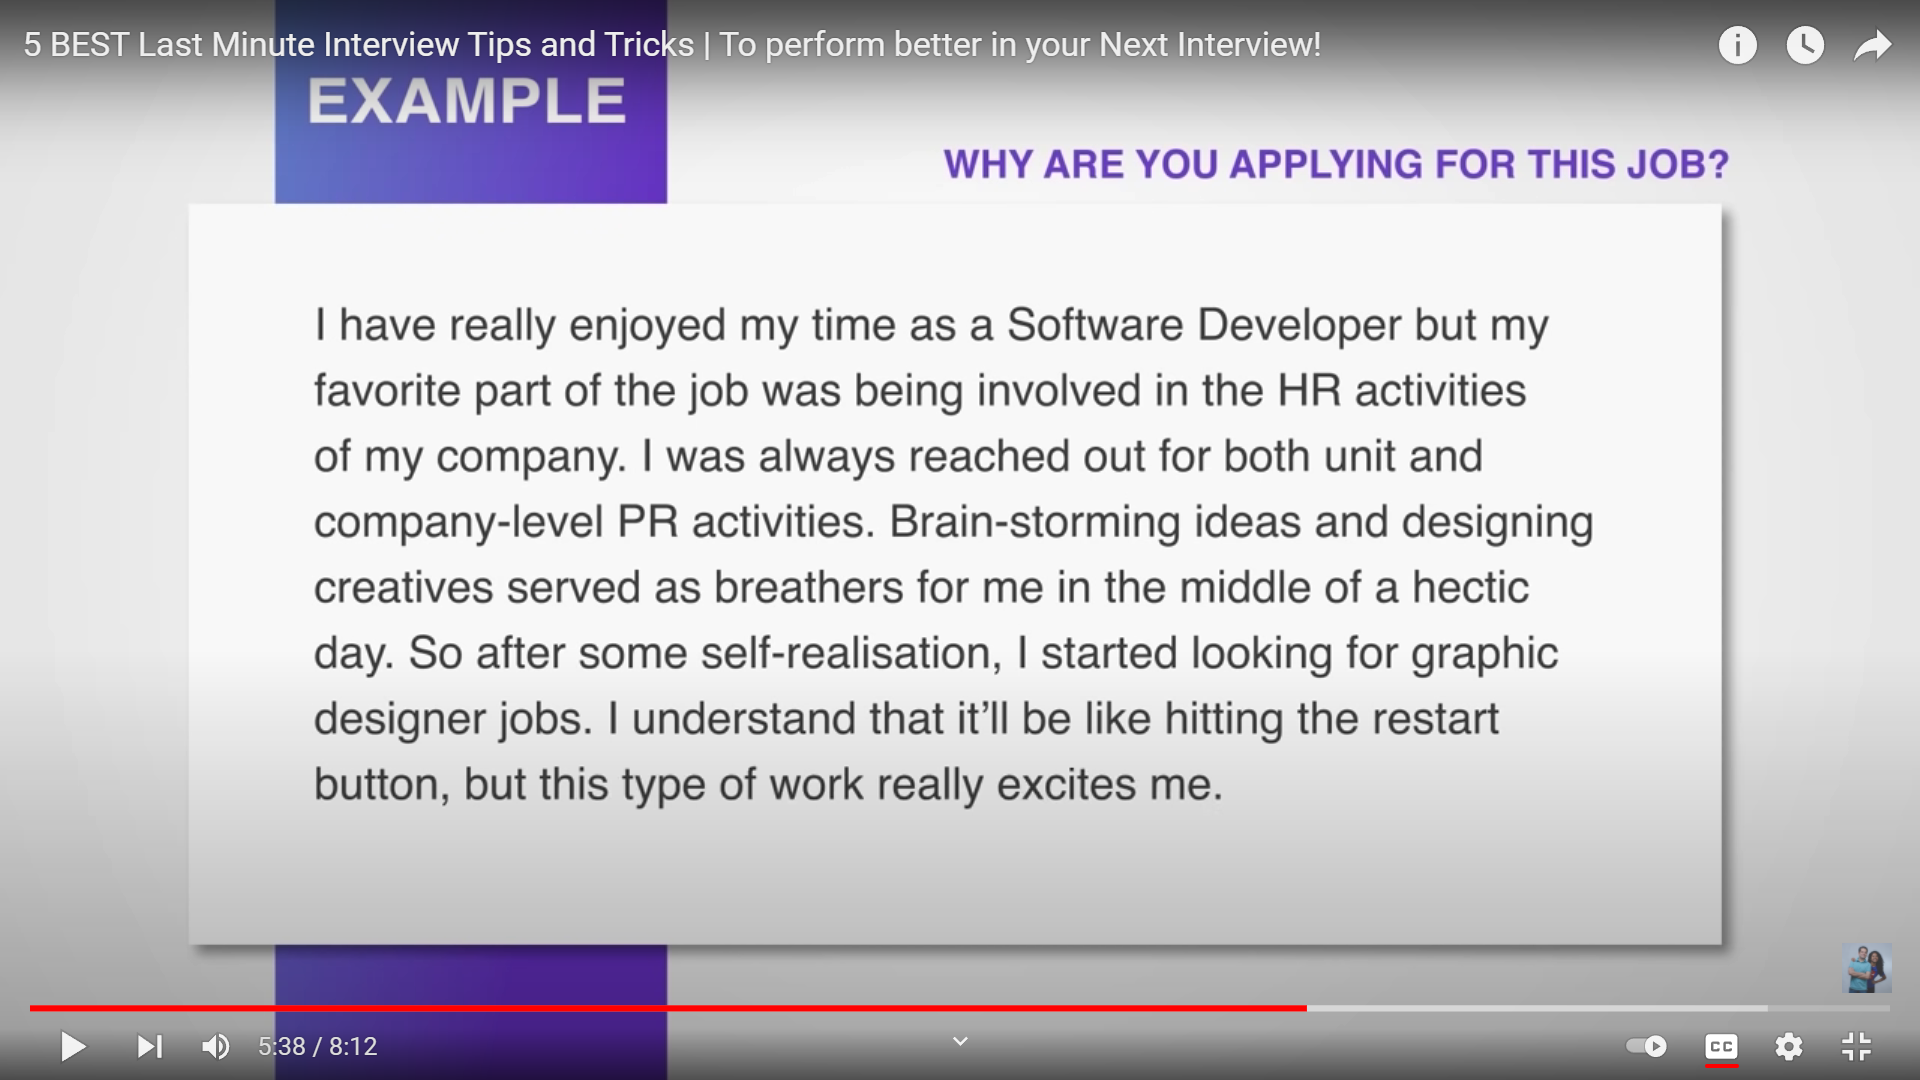 5 BEST Last Minute Interview Tips and Tricks | To perform better in your Next Interview!
EXAMPLE
WHY ARE YOU APPLYING FOR THIS JOB?
I have really enjoyed my time as a Software Developer but my
favorite part of the job was being involved in the HR activities
of my company. I was always reached out for both unit and
company-level PR activities. Brain-storming ideas and designing
creatives served as breathers for me in the middle of a hectic
day. So after some self-realisation, I started looking for graphic
designer jobs. I understand that it’ll be like hitting the restart
button, but this type of work really excites me.
5:38 / 8:12
CC